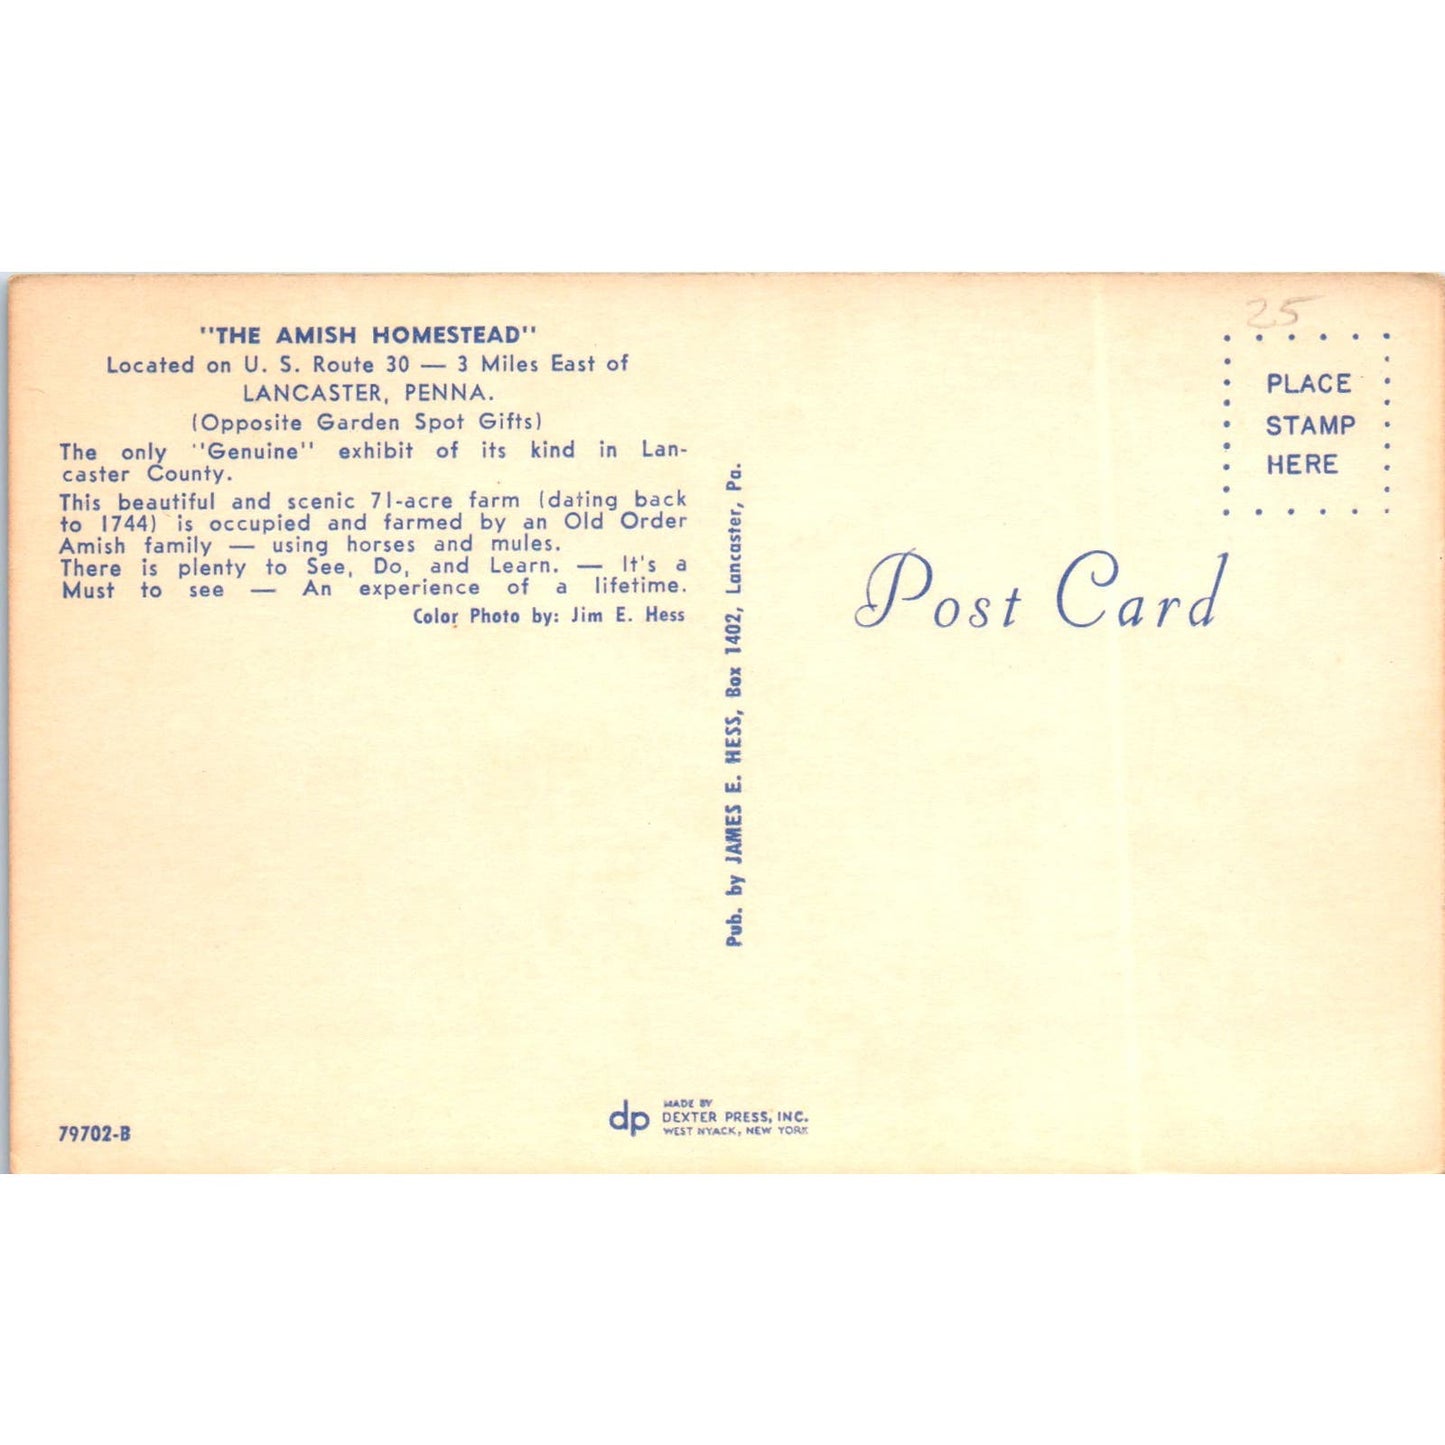 "THE AMISH HOMESTEAD"
Located on U. S. Route 30 — 3 Miles East of
LANCASTER, PENNA.
(Opposite Garden Spot Gifts)
The only "Genuine" exhibit of its kind in Lan-
caster County.
This beautiful and scenic 71-acre farm (dating back
to 1744) is occupied and farmed by an Old Order
Amish family — using horses and mules.
There is plenty to See, Do, and Learn. — It's a
Must to see — An experience of a lifetime.
Color Photo by: Jim E. Hess
79702-B
Pub. by JAMES E. HESS, Box 1402, Lancaster, Pa.
dp
MADE BY
DEXTER PRESS, INC.
WEST NYACK, NEW YORK
25
PLACE
STAMP
HERE
Post Card